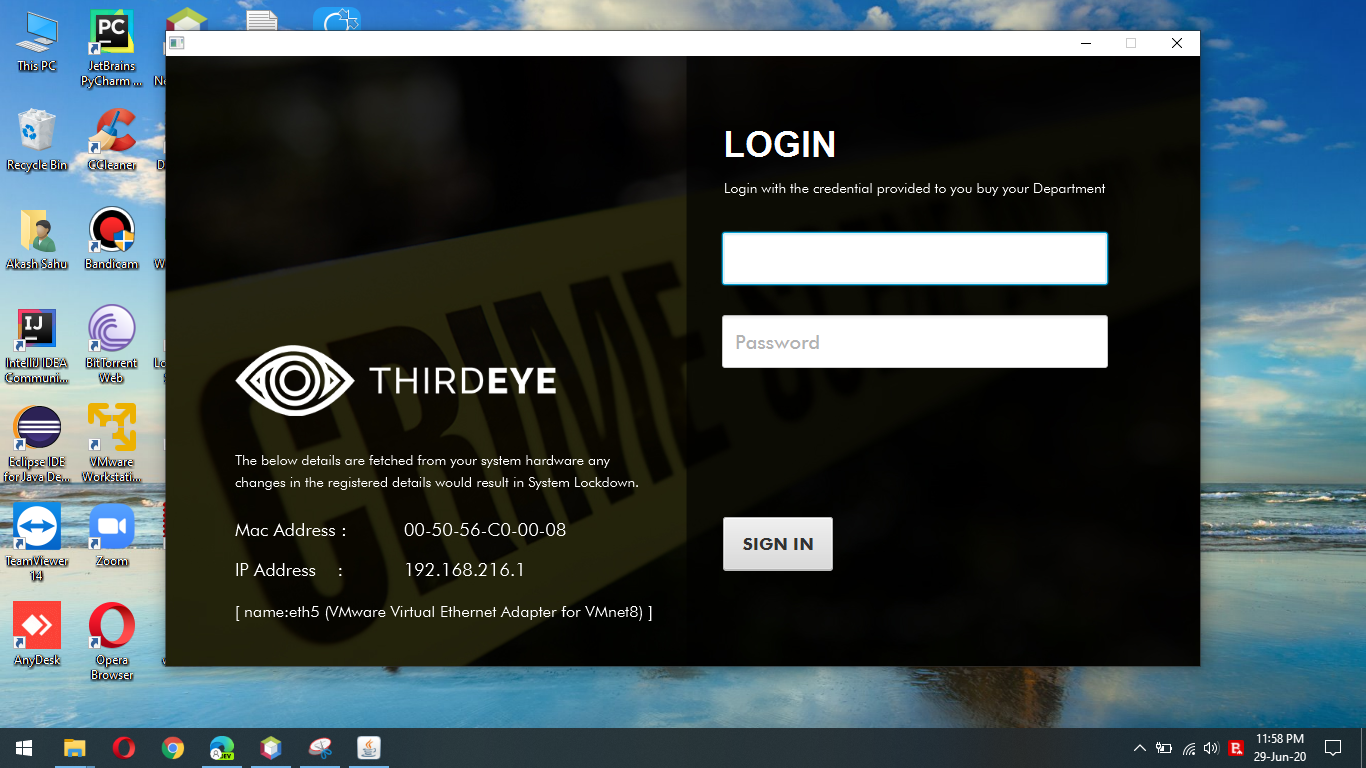 This PC
JetBrains
PyCharm ...
Recycle Bin
CCleaner
Akash Sahu
Bandicam
IntelliJ IDEA
Communi...
BitTorrent
Web
Eclipse IDE
for Java De...
VMware
Workstati...
TeamViewer
14
Zoom
AnyDesk
Opera
Browser
CRIME
THIRDEYE
The below details are fetched from your system hardware any
changes in the registered details would result in System Lockdown.
Mac Address : 00-50-56-C0-00-08
IP Address : 192.168.216.1
[ name:eth5 (VMware Virtual Ethernet Adapter for VMnet8) ]
LOGIN
Login with the credential provided to you buy your Department
Password
SIGN IN
11:58 PM
29-Jun-20